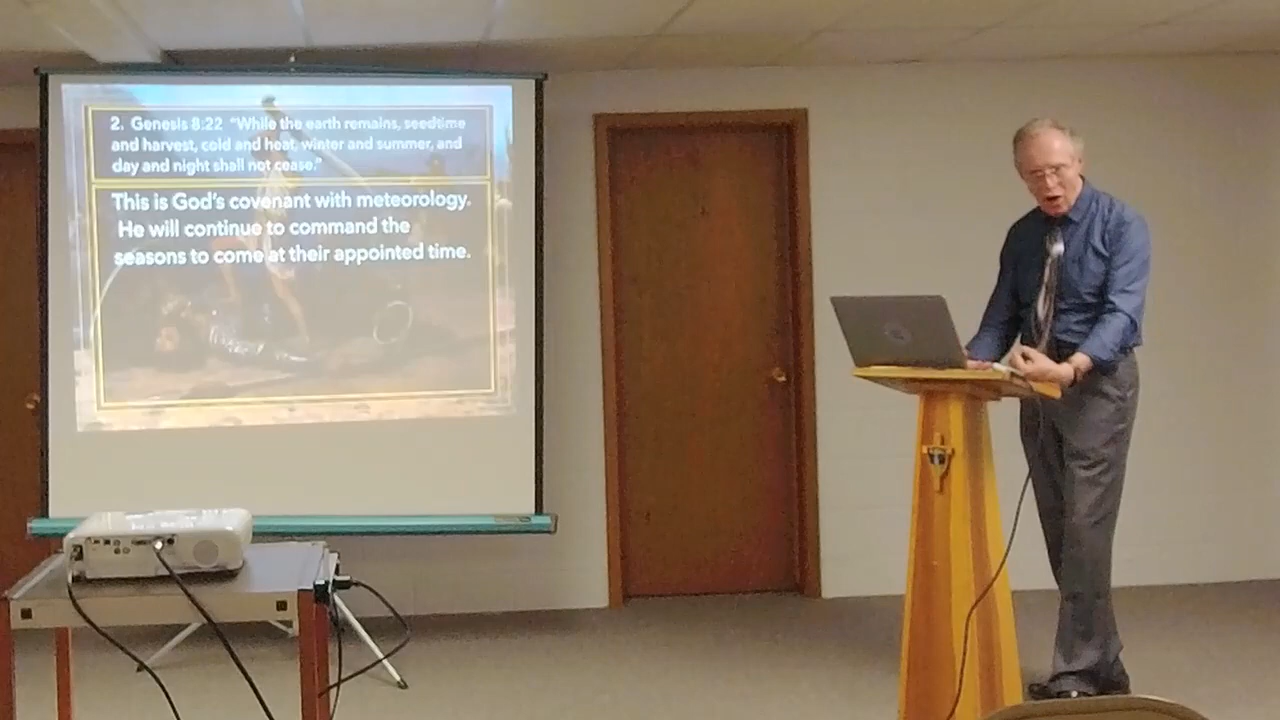 2. Genesis 8:22 “While the earth remains, seedtime
and harvest, cold and heat, winter and summer, and
day and night shall not cease.”
This is God’s covenant with meteorology.
He will continue to command the
seasons to come at their appointed time.